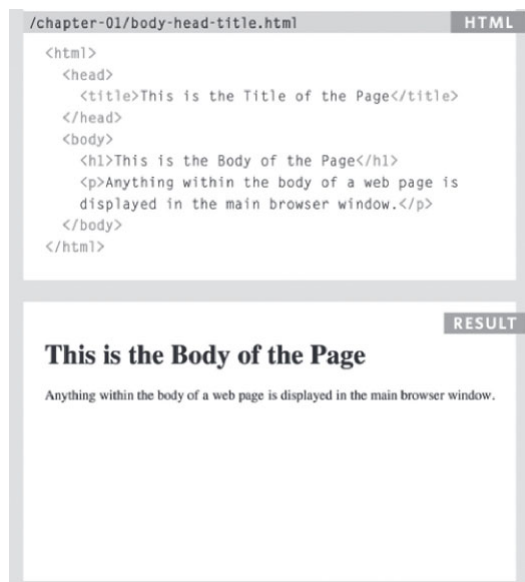 /chapter-01/body-head-title.html HTML
<html>
<head>
<title>This is the Title of the Page</title>
</head>
<body>
<h1>This is the Body of the Page</h1>
<p>Anything within the body of a web page is
displayed in the main browser window.</p>
</body>
</html>
RESULT
This is the Body of the Page
Anything within the body of a web page is displayed in the main browser window.